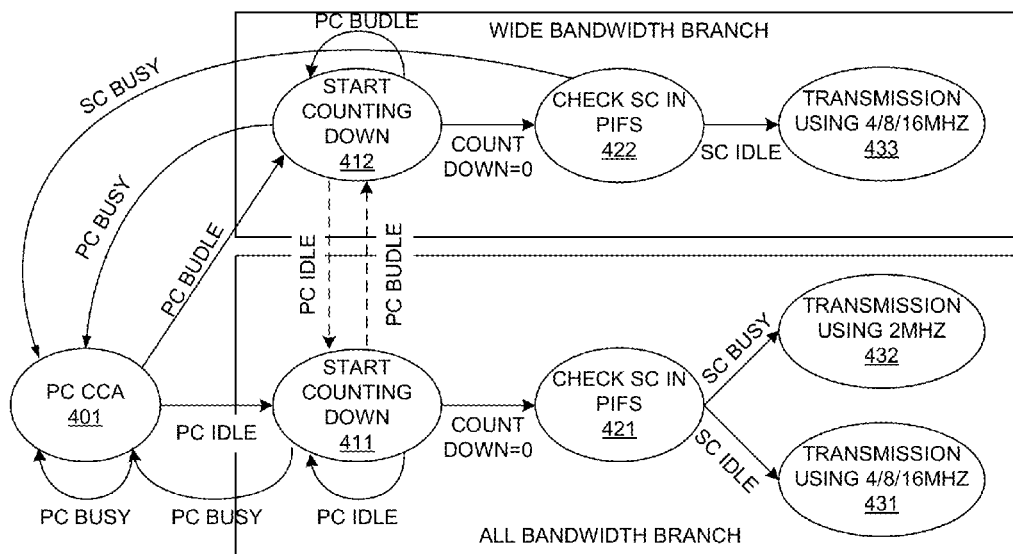 PC BUDLE
WIDE BANDWIDTH BRANCH
SC BUSY
START
COUNTING
DOWN
412
COUNT
DOWN=0
CHECK SC IN
PIFS
422
SC IDLE
TRANSMISSION
USING 4/8/16MHZ
433
PC BUSY
PC BUDLE
PC IDLE
PC BUDLE
PC CCA
401
PC IDLE
START
COUNTING
DOWN
411
COUNT
DOWN=0
CHECK SC IN
PIFS
421
SC BUSY
TRANSMISSION
USING 2MHZ
432
SC IDLE
TRANSMISSION
USING 4/8/16MHZ
431
PC BUSY
PC BUSY
PC IDLE
ALL BANDWIDTH BRANCH